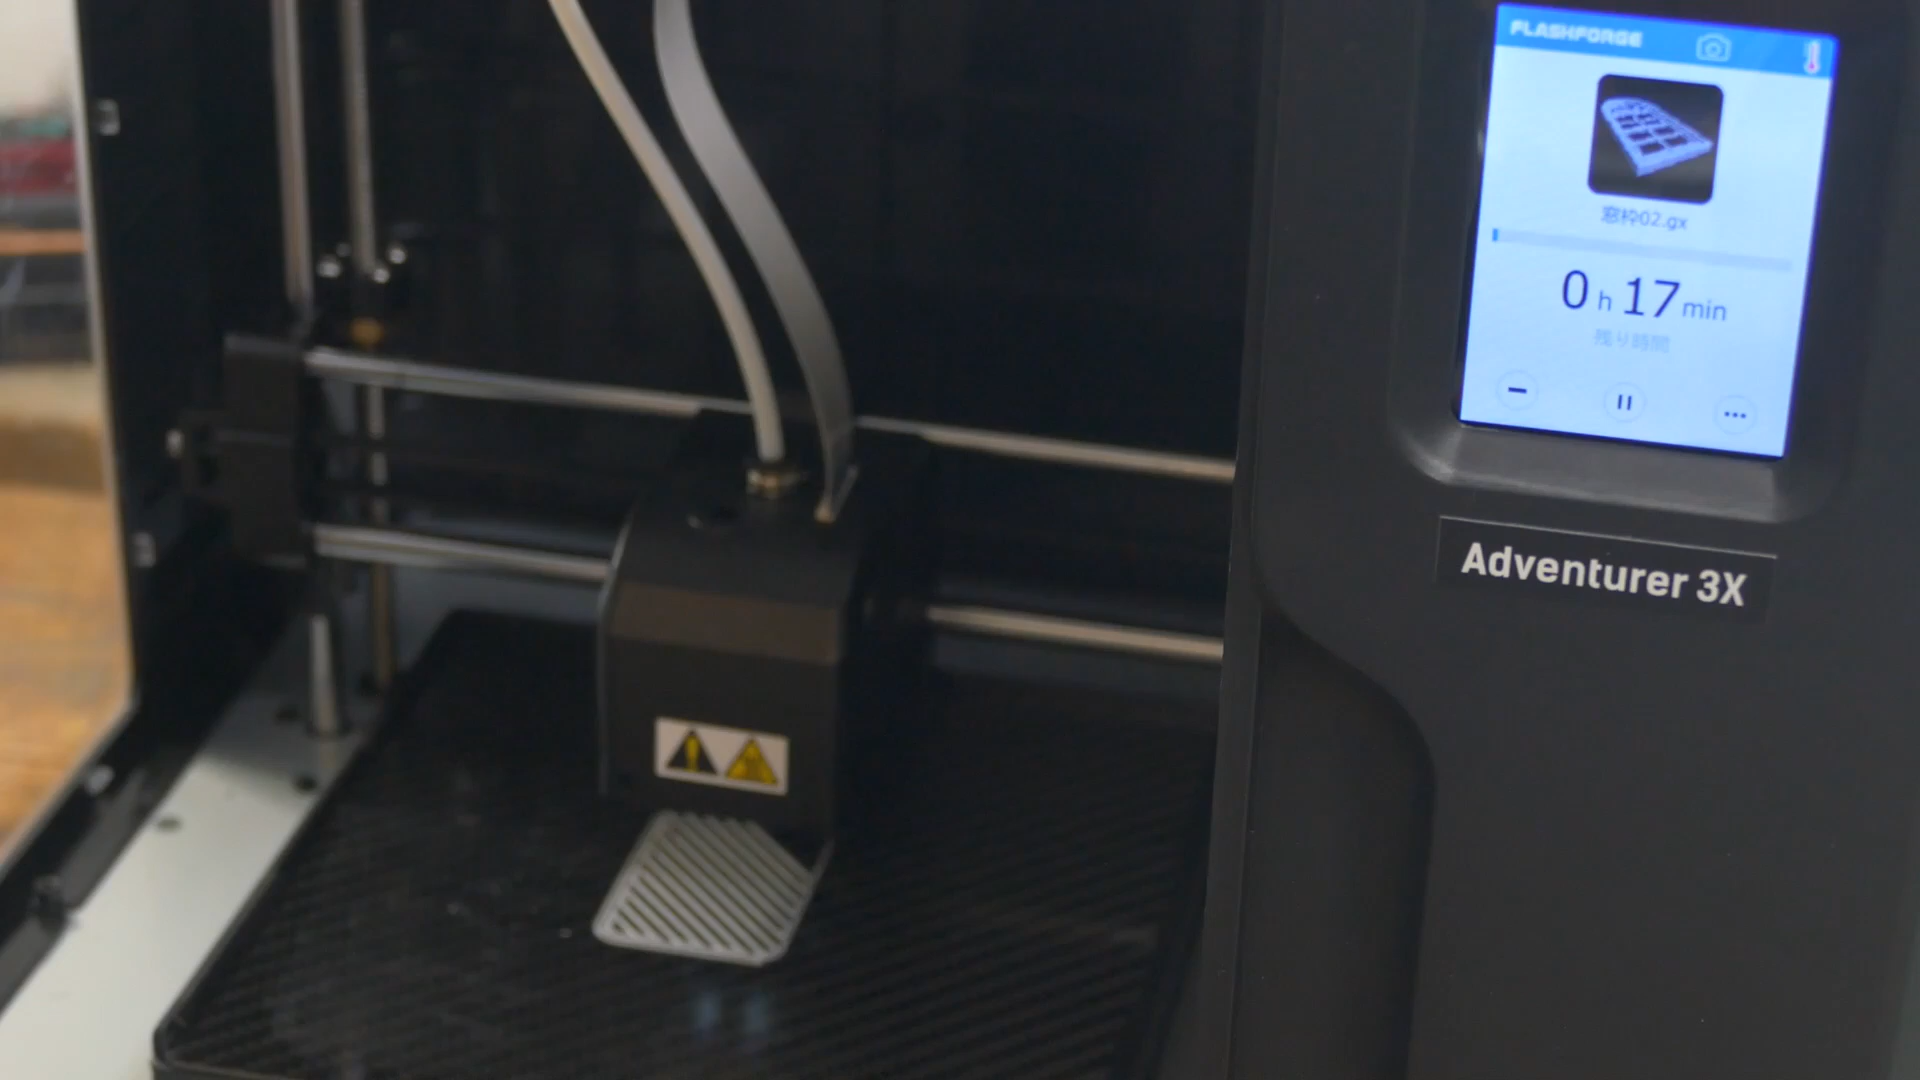 FLASHFORGE
窓枠02.gx
0 h 17 min
残り時間
Adventurer 3X